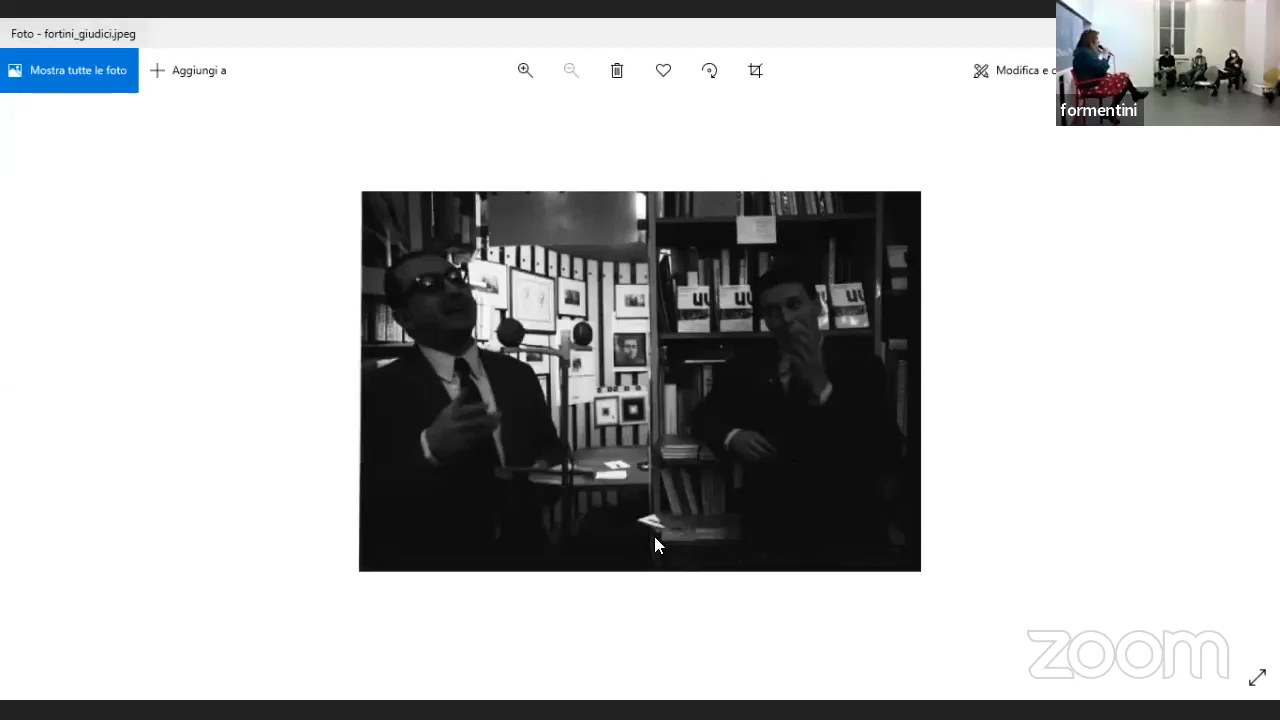 Foto - fortini_giudici.jpeg
Mostra tutte le foto
Aggiungi a
Modifica e c
formentini
zoom